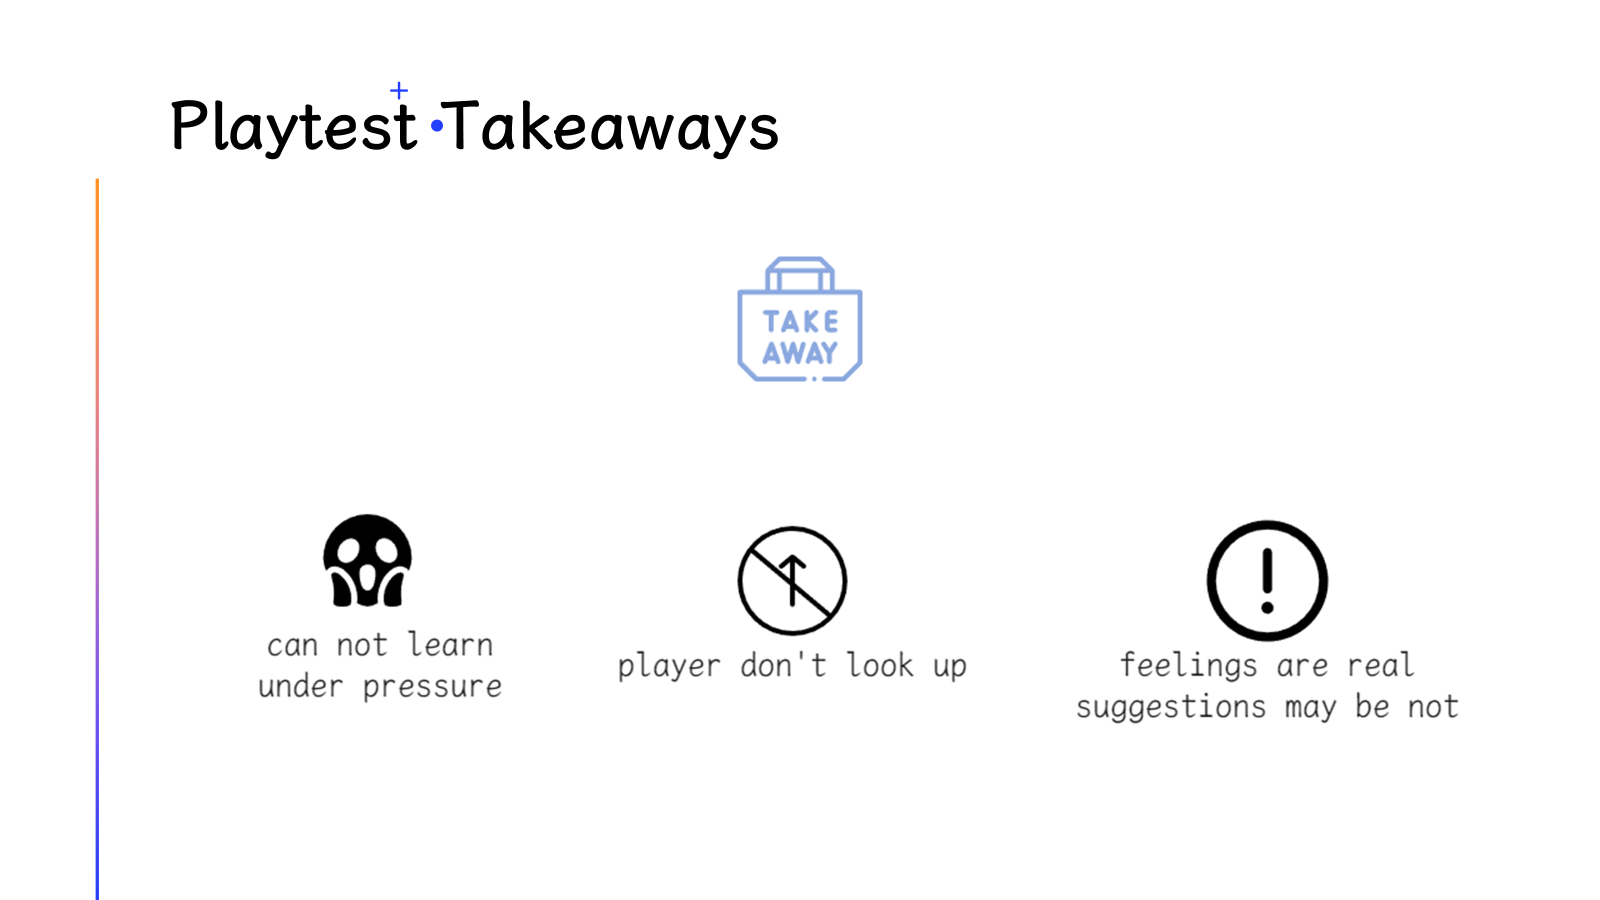 Playtest Takeaways
TAKE
AWAY
can not learn
under pressure
player don't look up
feelings are real
suggestions may be not